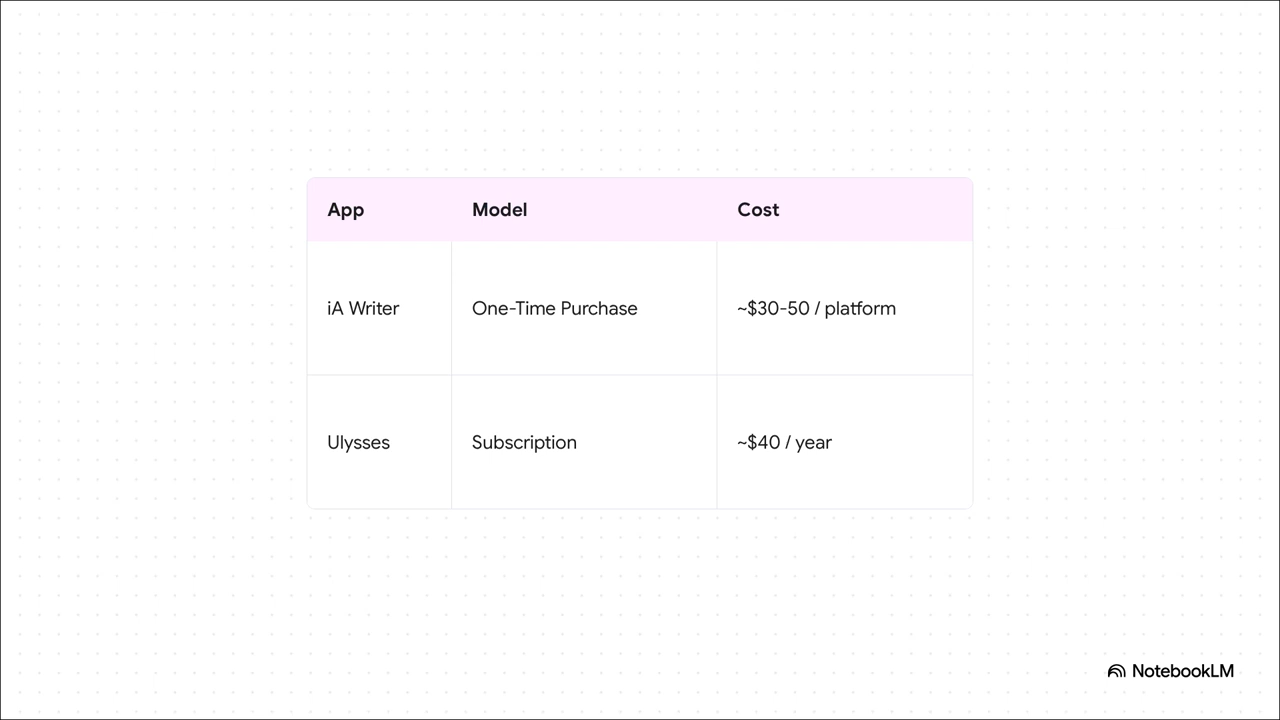 App Model Cost
iA Writer One-Time Purchase ~$30-50 / platform
Ulysses Subscription ~$40 / year
NotebookLM